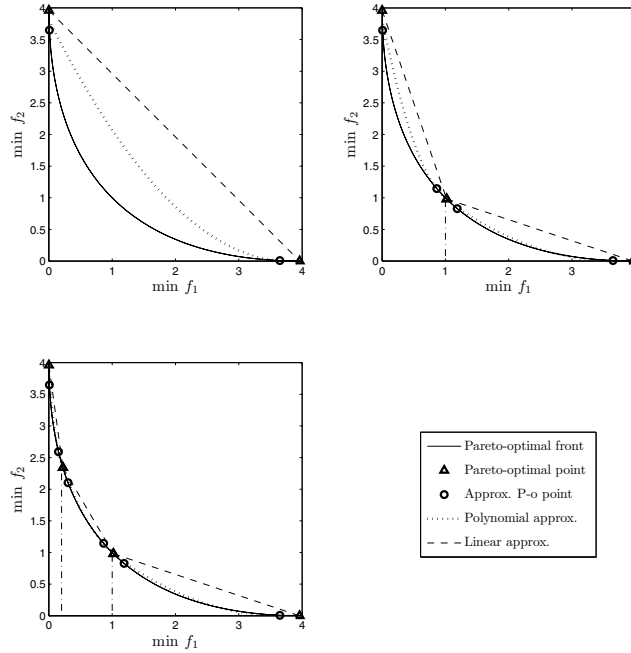 4
3.5
3
2.5
2
1.5
1
0.5
0
min f₂
0 1 2 3 4
min f₁
4
3.5
3
2.5
2
1.5
1
0.5
0
min f₂
0 1 2 3
min f₁
4
3.5
3
2.5
2
1.5
1
0.5
0
min f₂
0 1 2 3 4
min f₁
Pareto-optimal front
Pareto-optimal point
Approx. P-o point
Polynomial approx.
Linear approx.